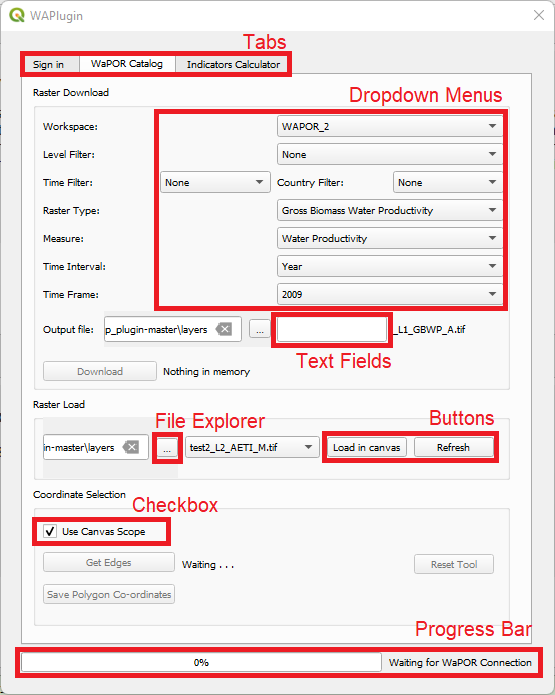 WAPlugin
Tabs
Sign in WaPOR Catalog Indicators Calculator
Raster Download
Dropdown Menus
Workspace: WAPOR_2
Level Filter: None
Time Filter: None Country Filter: None
Raster Type: Gross Biomass Water Productivity
Measure: Water Productivity
Time Interval: Year
Time Frame: 2009
Output file: p_plugin-master\layers ... _L1_GBWP_A.tif
Text Fields
Download Nothing in memory
Raster Load
File Explorer Buttons
in-master\layers ... test2_L2_AETI_M.tif Load in canvas Refresh
Coordinate Selection
Checkbox
Use Canvas Scope
Get Edges Waiting . . . Reset Tool
Save Polygon Co-ordinates
Progress Bar
0% Waiting for WaPOR Connection